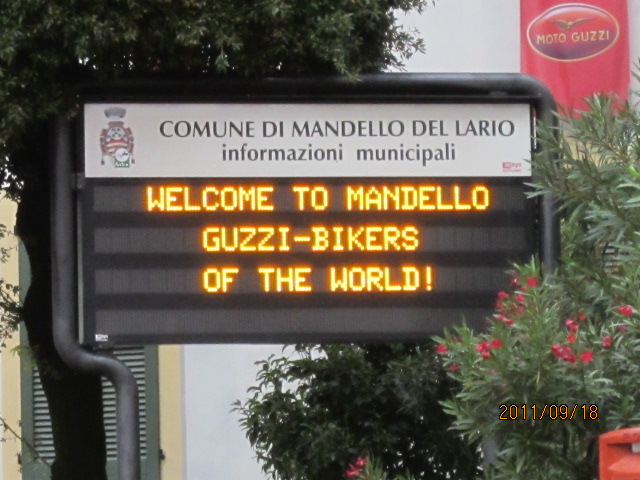 MOTO GUZZI
COMUNE DI MANDELLO DEL LARIO
informazioni municipali
WELCOME TO MANDELLO
GUZZI-BIKERS
OF THE WORLD!
2011/09/18